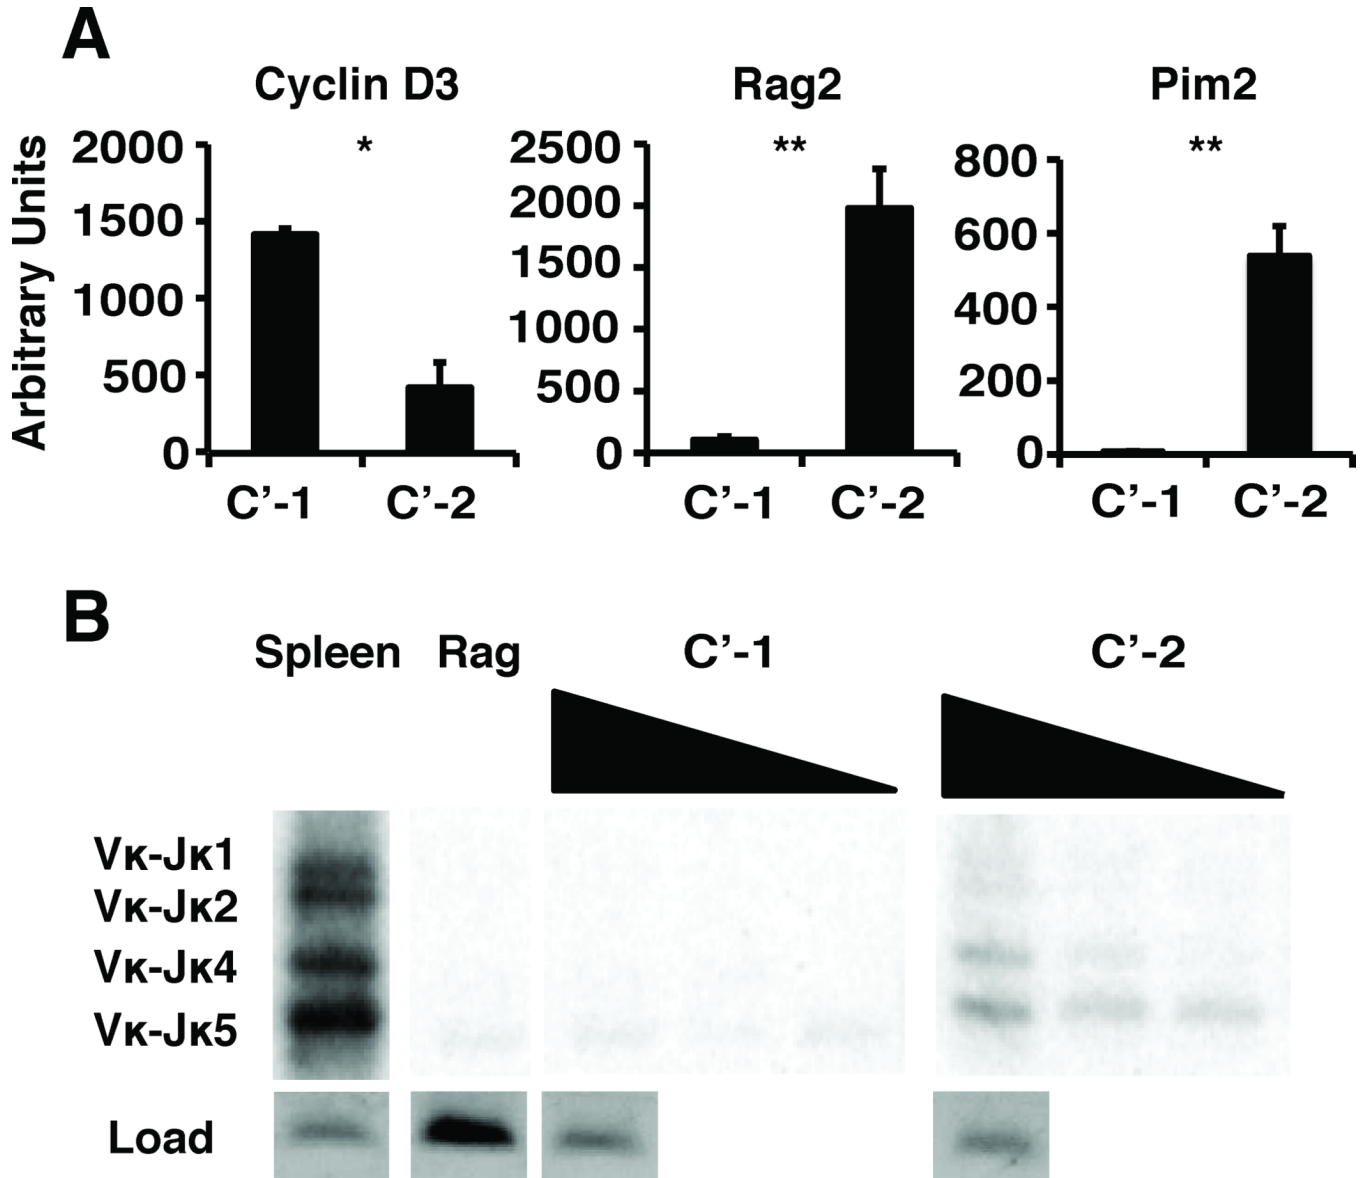 A
Cyclin D3
Rag2
Pim2
Arbitrary Units
*
2000
1500
1000
500
0
C’-1
C’-2
**
2500
2000
1500
1000
500
0
C’-1
C’-2
**
800
600
400
200
0
C’-1
C’-2
B
Spleen
Rag
C’-1
C’-2
Vκ-Jκ1
Vκ-Jκ2
Vκ-Jκ4
Vκ-Jκ5
Load